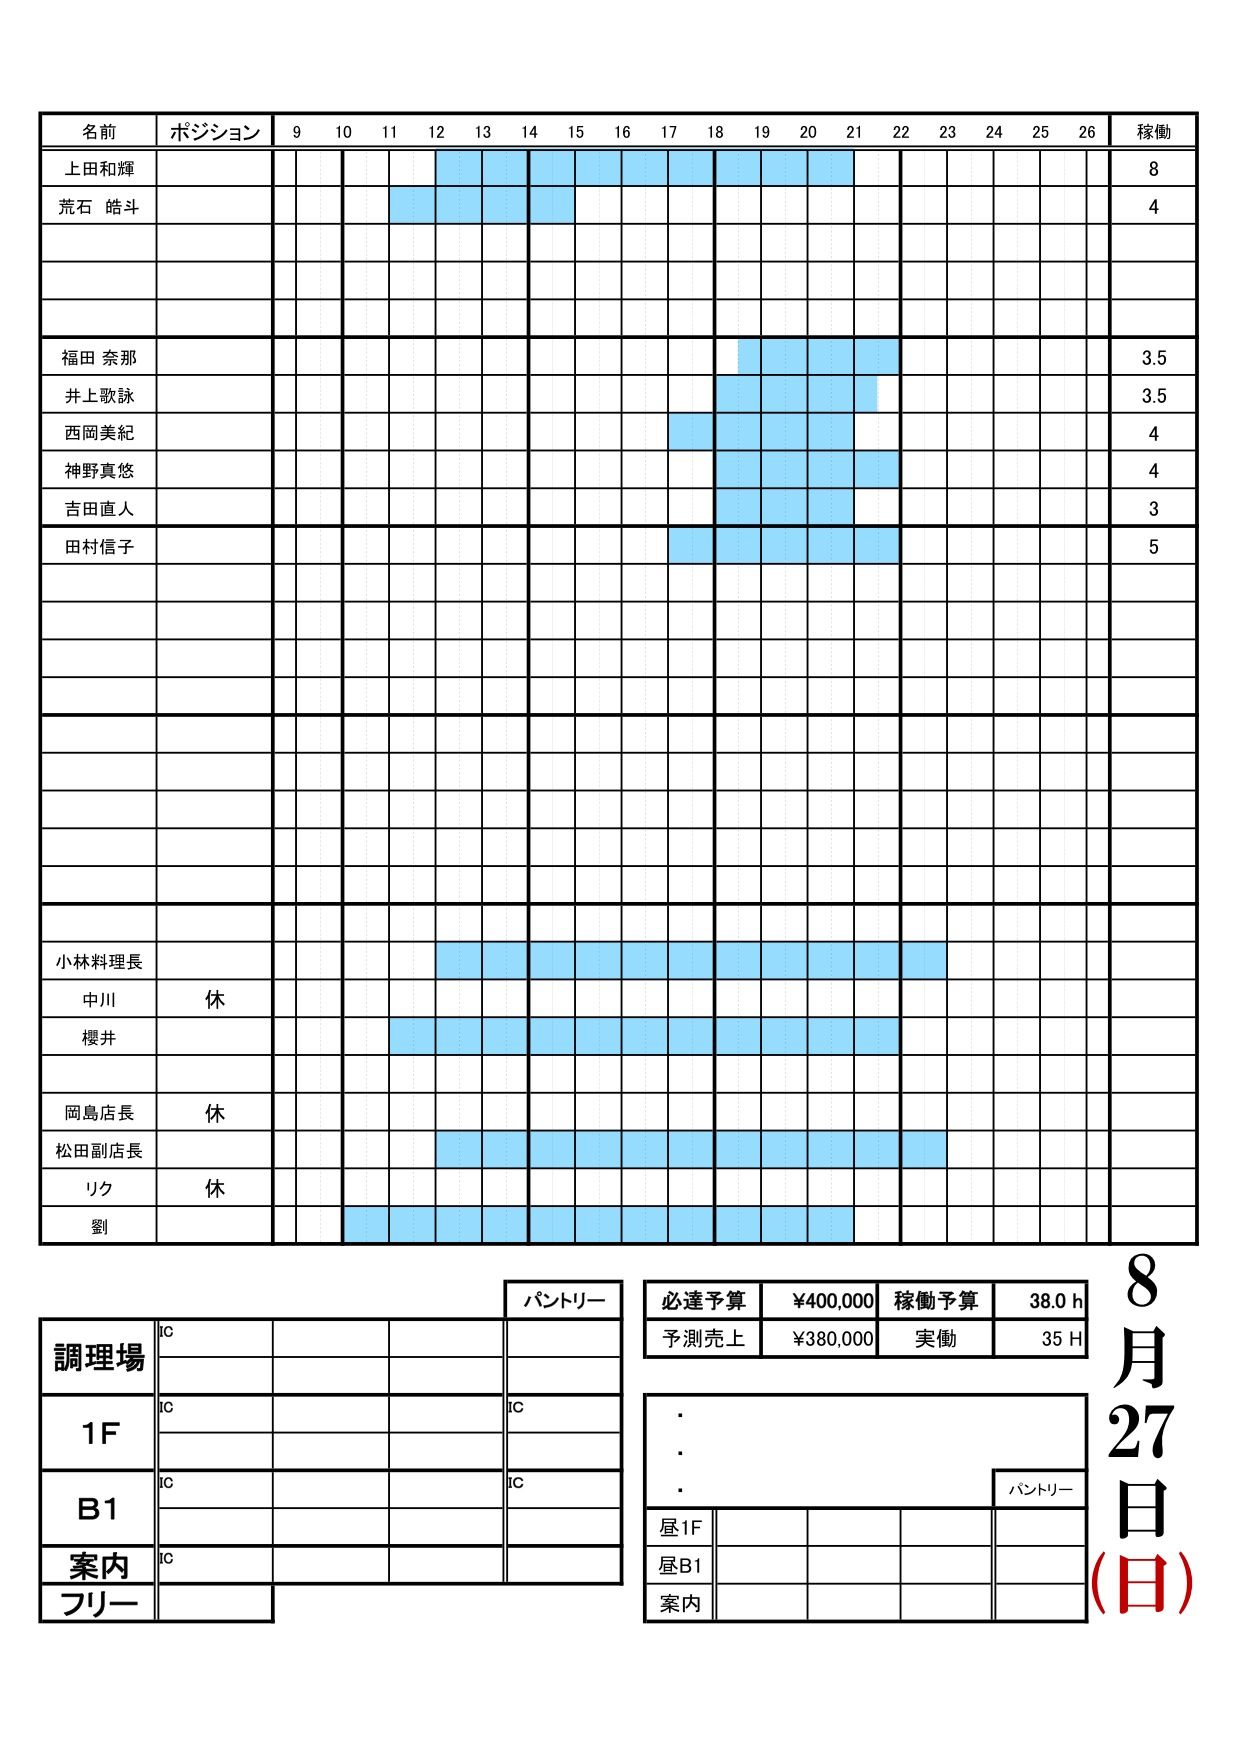 名前 ポジション 9 10 11 12 13 14 15 16 17 18 19 20 21 22 23 24 25 26 稼働
上田和輝 8
荒石 皓斗 4
福田 奈那 3.5
井上歌詠 3.5
西岡美紀 4
神野真悠 4
吉田直人 3
田村信子 5
小林料理長
中川 休
櫻井
岡島店長 休
松田副店長
リク 休
劉
パントリー
調理場 IC
1F IC IC
B1 IC IC
案内 IC
フリー
必達予算 ¥400,000 稼働予算 38.0 h
予測売上 ¥380,000 実働 35 H
・
・
・ パントリー
昼1F
昼B1
案内
8
月
27
日
(日)